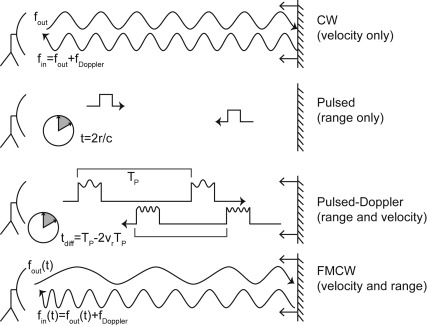 f_out
CW
(velocity only)
f_in=f_out+f_Doppler
Pulsed
(range only)
t=2r/c
T_P
Pulsed-Doppler
(range and velocity)
t_diff=T_P-2v_rT_P
f_out(t)
FMCW
(velocity and range)
f_in(t)=f_out(t)+f_Doppler